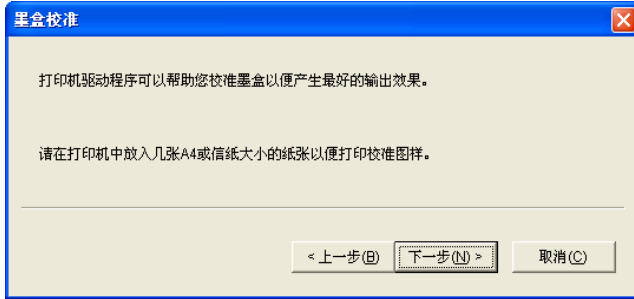 墨盒校准
打印机驱动程序可以帮助您校准墨盒以便产生最好的输出效果。
请在打印机中放入几张A4或信纸大小的纸张以便打印校准图样。
<上一步(B) 下一步(N)> 取消(C)